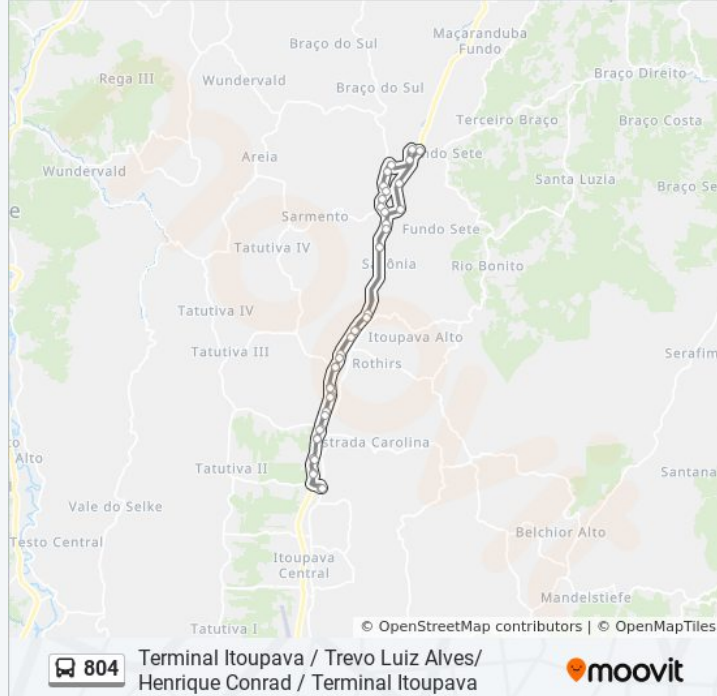 Braço do Sul
Maçaranduba
Fundo
Rega III
Wundervald
Braço do Sul
Braço Direito
Terceiro Braço
Braço Costa
Areia
ndo Sete
Wundervald
Santa Luzia
Braço Se
e
Sarmento
Fundo Sete
Tatutiva IV
Rio Bonito
Tatutiva IV
Itoupava Alto
Tatutiva III
Serafim
Rothirs
to
Alto
strada Carolina
Tatutiva II
Santana
Vale do Selke
Belchior Alto
Testo Central
Itoupava
Central
Mandelstiefe
Tatutiva I
© OpenStreetMap contributors | © OpenMapTiles
804
Terminal Itoupava / Trevo Luiz Alves/
Henrique Conrad / Terminal Itoupava
moovit